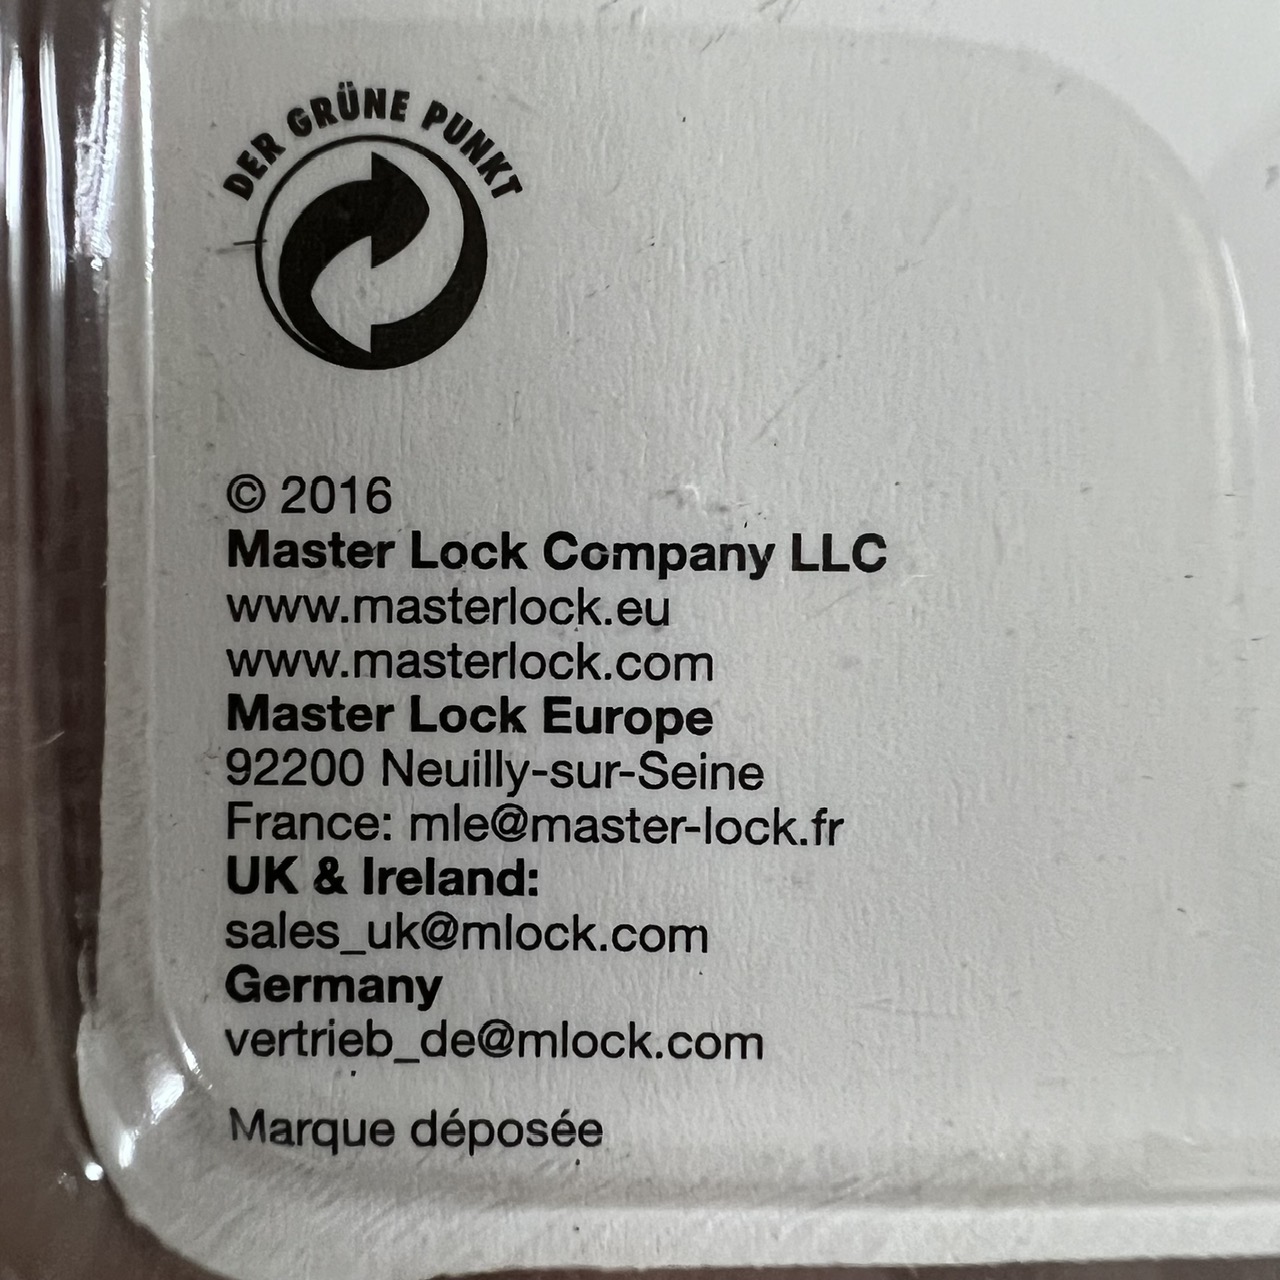 DER GRÜNE PUNKT
© 2016
Master Lock Company LLC
www.masterlock.eu
www.masterlock.com
Master Lock Europe
92200 Neuilly-sur-Seine
France: mle@master-lock.fr
UK & Ireland:
sales_uk@mlock.com
Germany
vertrieb_de@mlock.com
Marque déposée